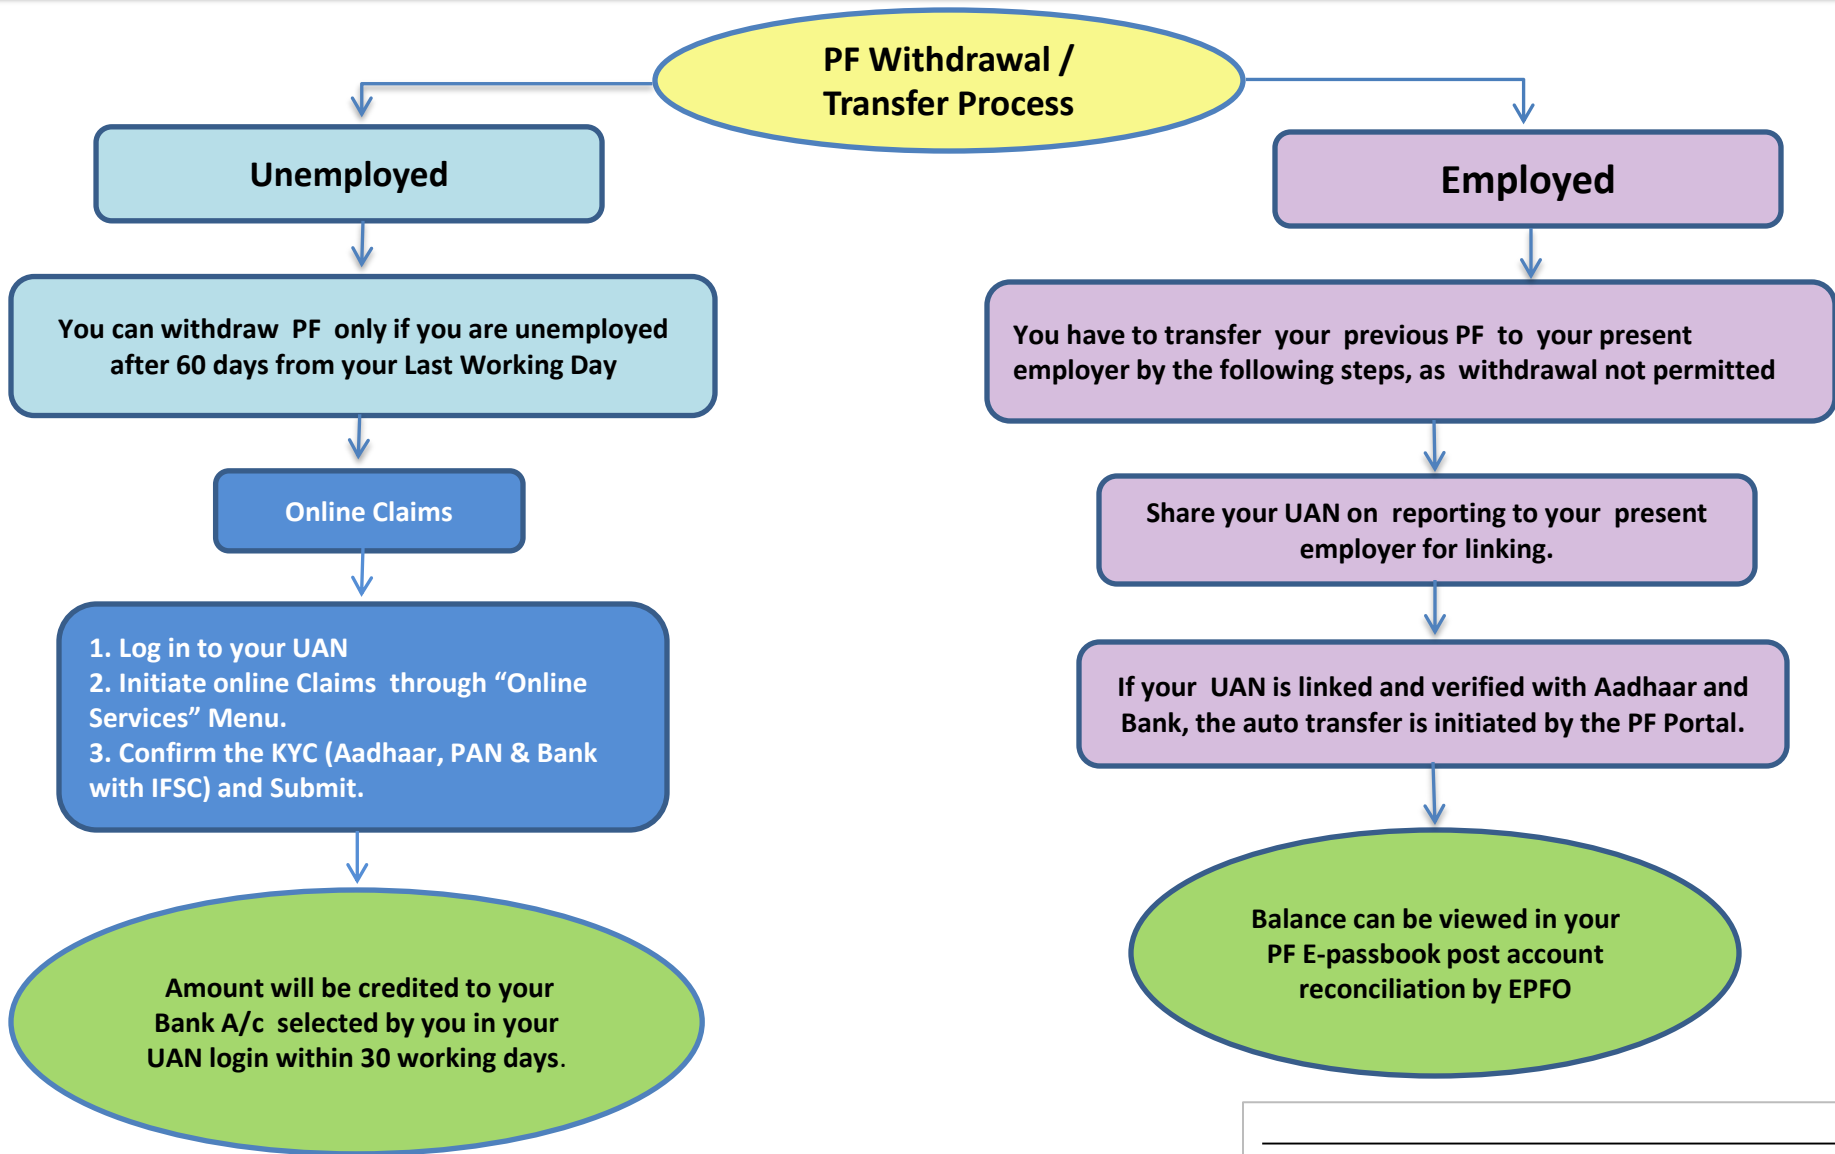 PF Withdrawal /
Transfer Process
Unemployed
You can withdraw PF only if you are unemployed
after 60 days from your Last Working Day
Online Claims
1. Log in to your UAN
2. Initiate online Claims through “Online
Services” Menu.
3. Confirm the KYC (Aadhaar, PAN & Bank
with IFSC) and Submit.
Amount will be credited to your
Bank A/c selected by you in your
UAN login within 30 working days.
Employed
You have to transfer your previous PF to your present
employer by the following steps, as withdrawal not permitted
Share your UAN on reporting to your present
employer for linking.
If your UAN is linked and verified with Aadhaar and
Bank, the auto transfer is initiated by the PF Portal.
Balance can be viewed in your
PF E-passbook post account
reconciliation by EPFO